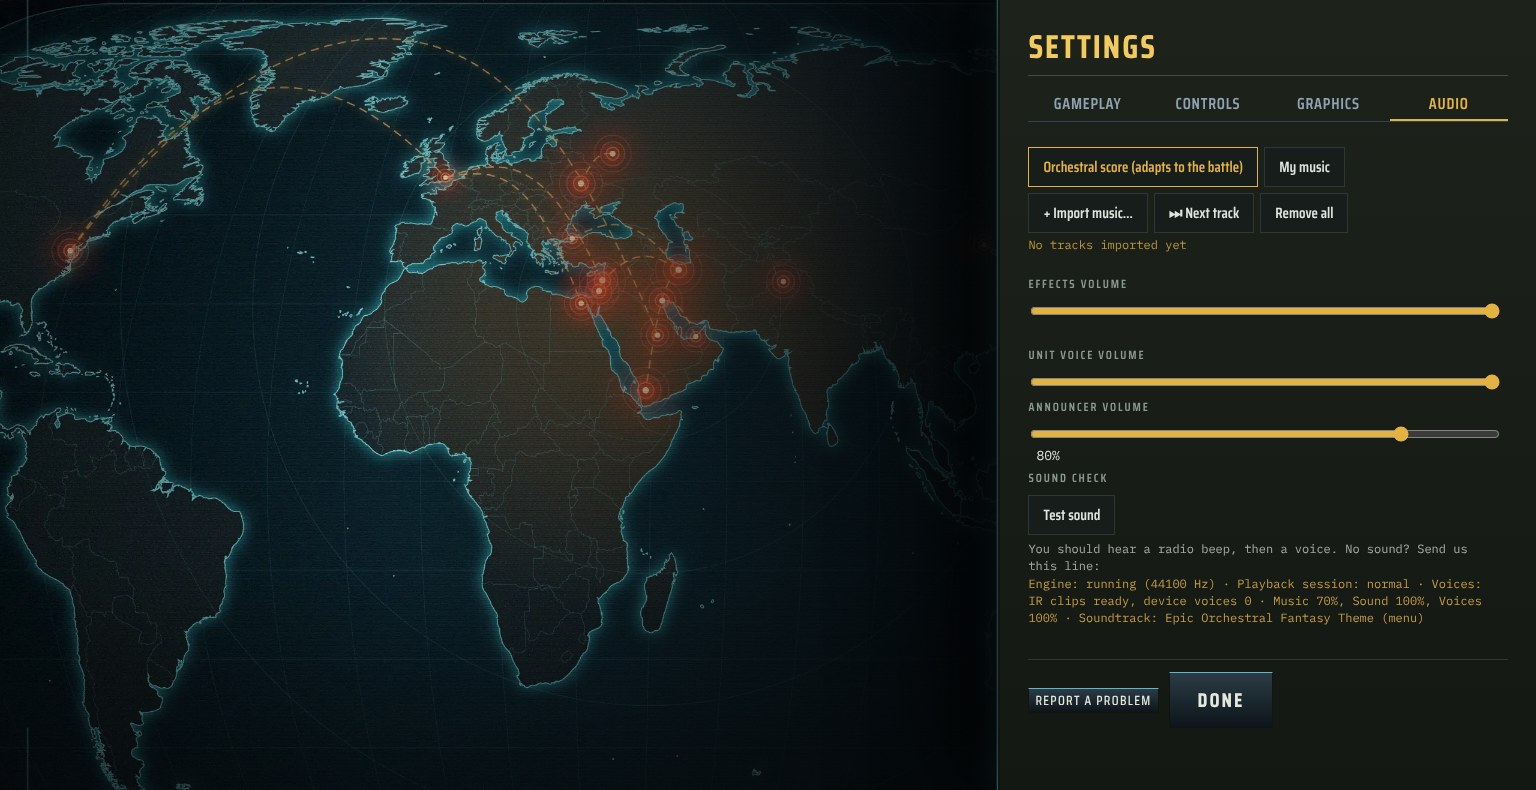 SETTINGS
GAMEPLAY CONTROLS GRAPHICS AUDIO
Orchestral score (adapts to the battle) My music
+ Import music... ⏭ Next track Remove all
No tracks imported yet
EFFECTS VOLUME
UNIT VOICE VOLUME
ANNOUNCER VOLUME
80%
SOUND CHECK
Test sound
You should hear a radio beep, then a voice. No sound? Send us
this line:
Engine: running (44100 Hz) · Playback session: normal · Voices:
IR clips ready, device voices 0 · Music 70%, Sound 100%, Voices
100% · Soundtrack: Epic Orchestral Fantasy Theme (menu)
REPORT A PROBLEM DONE